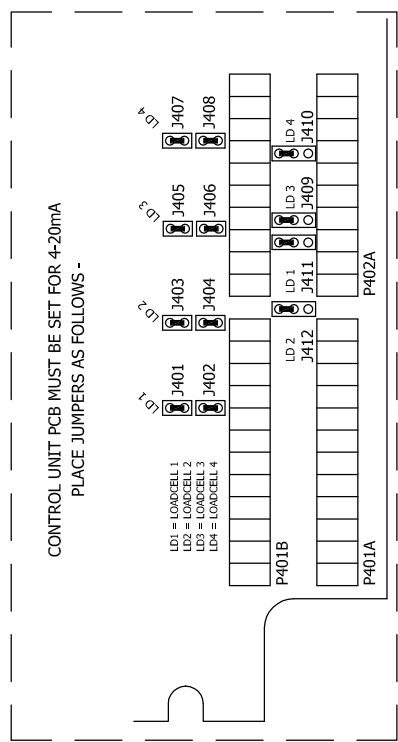 CONTROL UNIT PCB MUST BE SET FOR 4-20mA
PLACE JUMPERS AS FOLLOWS -
LD1 = LOADCELL 1
LD2 = LOADCELL 2
LD3 = LOADCELL 3
LD4 = LOADCELL 4
LD 1
J401
J402
LD 2
J403
J404
LD 3
J405
J406
LD 4
J407
J408
P401B
LD 2
J412
LD 1
J411
LD 3
J409
LD 4
J410
P401A
P402A